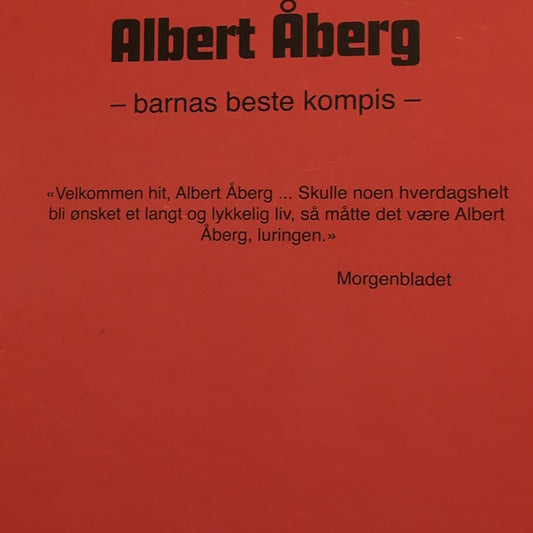 Albert Åberg
– barnas beste kompis –
«Velkommen hit, Albert Åberg ... Skulle noen hverdagshelt
bli ønsket et langt og lykkelig liv, så måtte det være Albert
Åberg, luringen.»
Morgenbladet